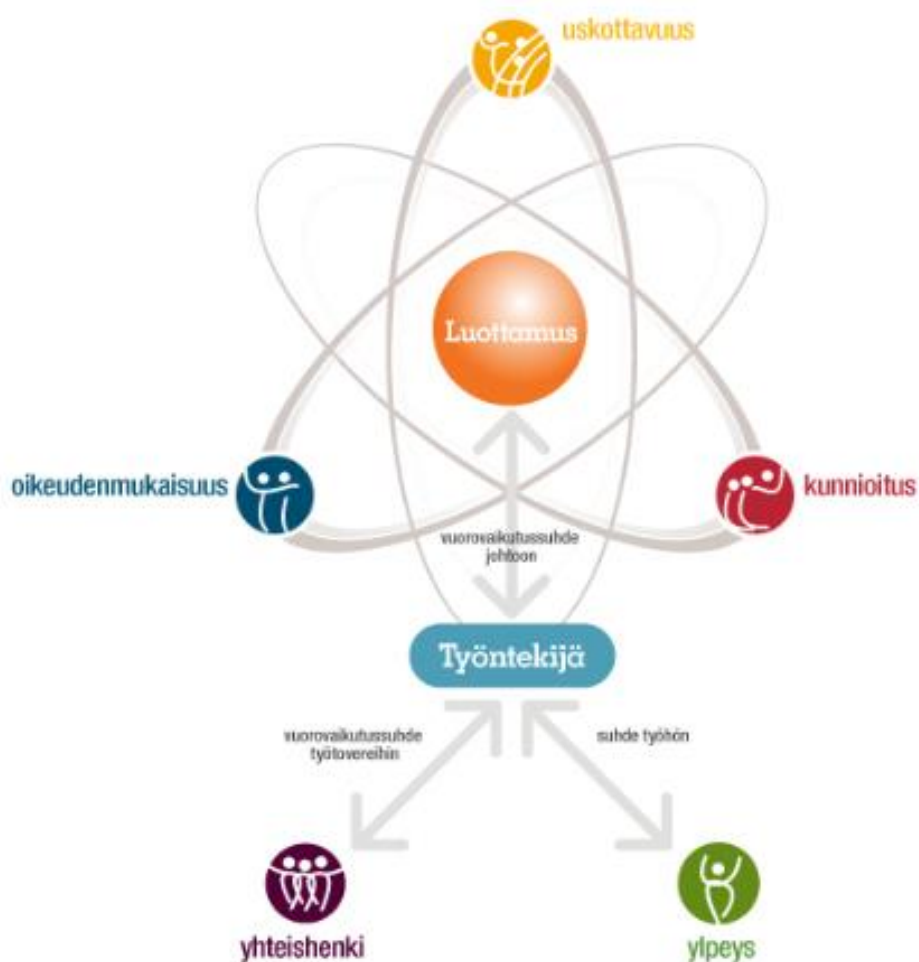 uskottavuus
Luottamus
oikeudenmukaisuus
kunnioitus
vuorovaikutussuhde
johtoon
Työntekijä
vuorovaikutussuhde
työtovereihin
suhde työhön
yhteishenki
ylpeys